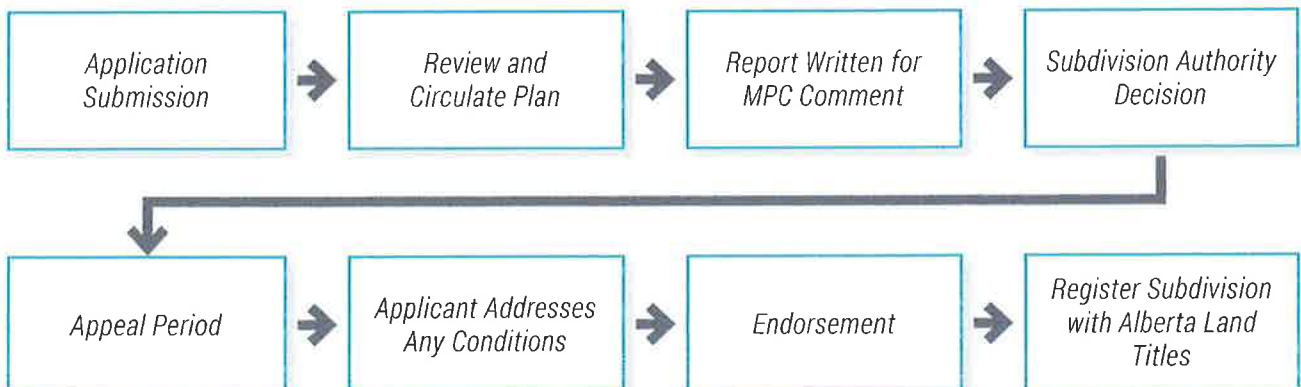 Application
Submission
Review and
Circulate Plan
Report Written for
MPC Comment
Subdivision Authority
Decision
Appeal Period
Applicant Addresses
Any Conditions
Endorsement
Register Subdivision
with Alberta Land
Titles